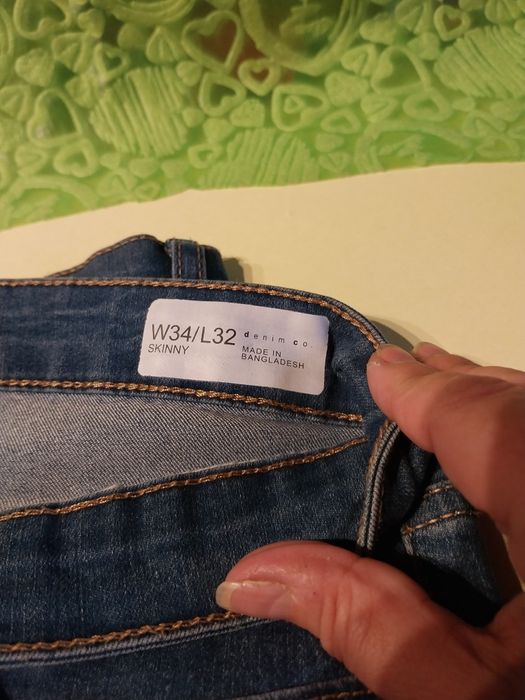 W34/L32 denim co.
SKINNY MADE IN
BANGLADESH